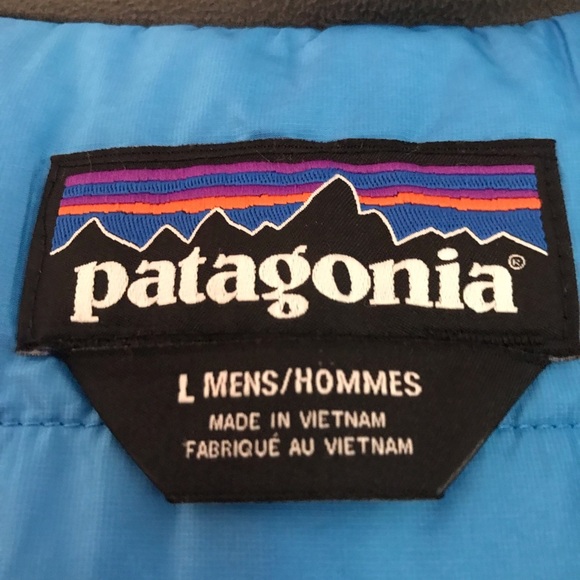 patagonia®
L MENS/HOMMES
MADE IN VIETNAM
FABRIQUÉ AU VIETNAM